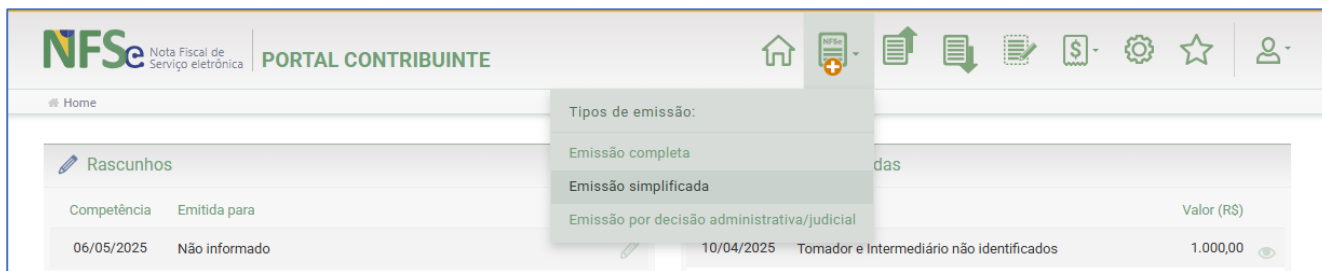 NFSe Nota Fiscal de
Serviço eletrônica
PORTAL CONTRIBUINTE
NFSe
$
Home
Tipos de emissão:
Emissão completa
Emissão simplificada
Emissão por decisão administrativa/judicial
Rascunhos
Competência Emitida para
06/05/2025 Não informado
das
Valor (R$)
10/04/2025 Tomador e Intermediário não identificados 1.000,00